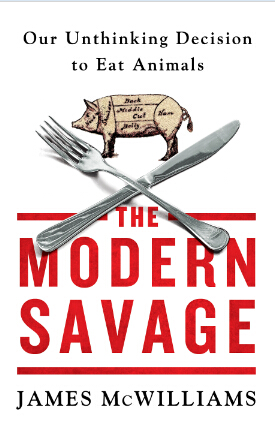 Our Unthinking Decision
to Eat Animals
Back
Middle
Cut
Ham
Belly
THE
MODERN
SAVAGE
JAMES McWILLIAMS